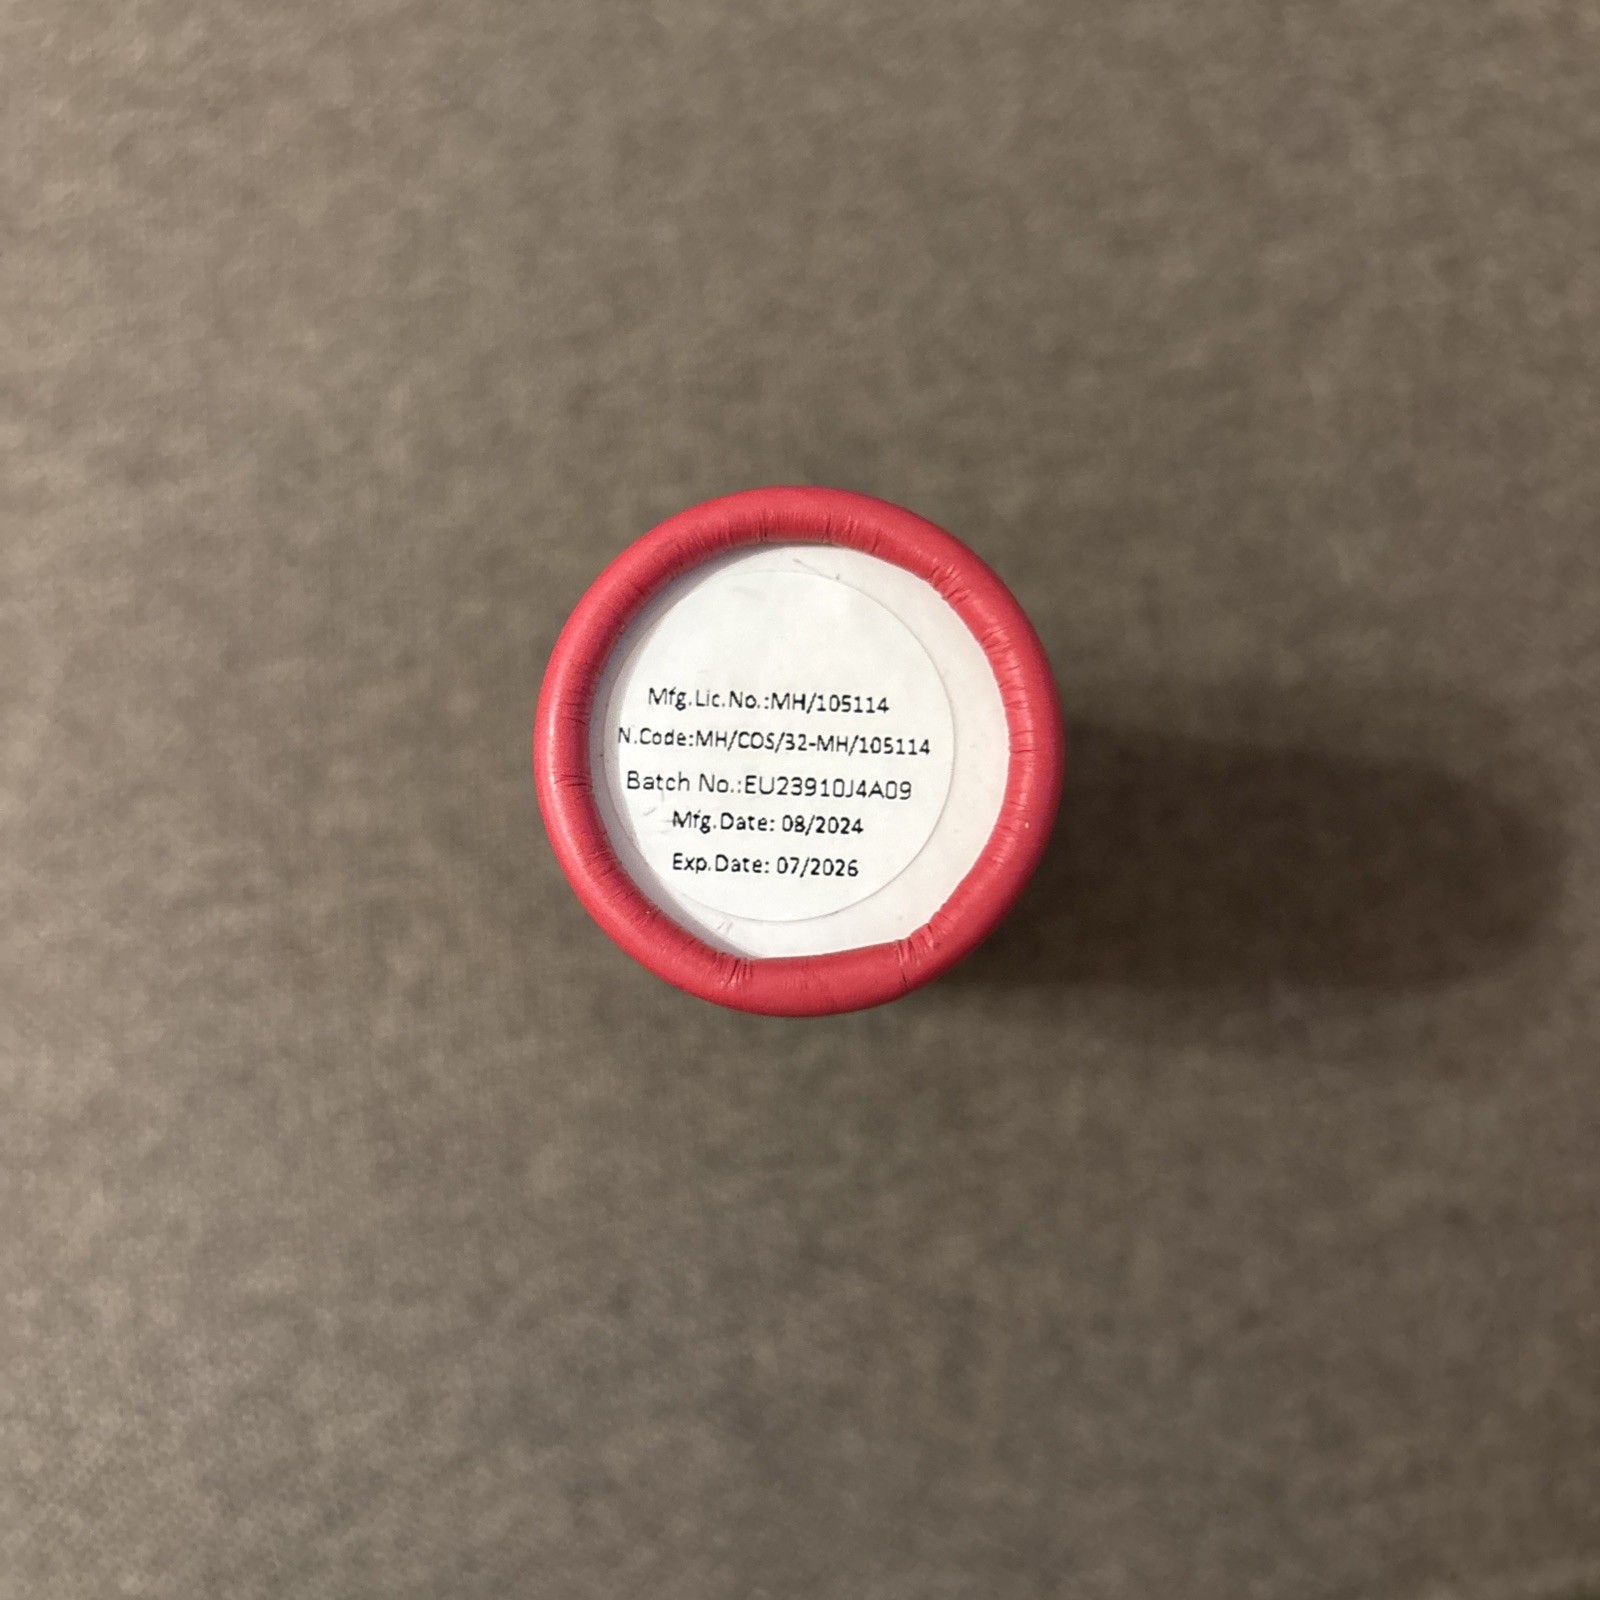 Mfg.Lic.No.:MH/105114
N.Code:MH/COS/32-MH/105114
Batch No.:EU23910J4A09
Mfg.Date: 08/2024
Exp.Date: 07/2026